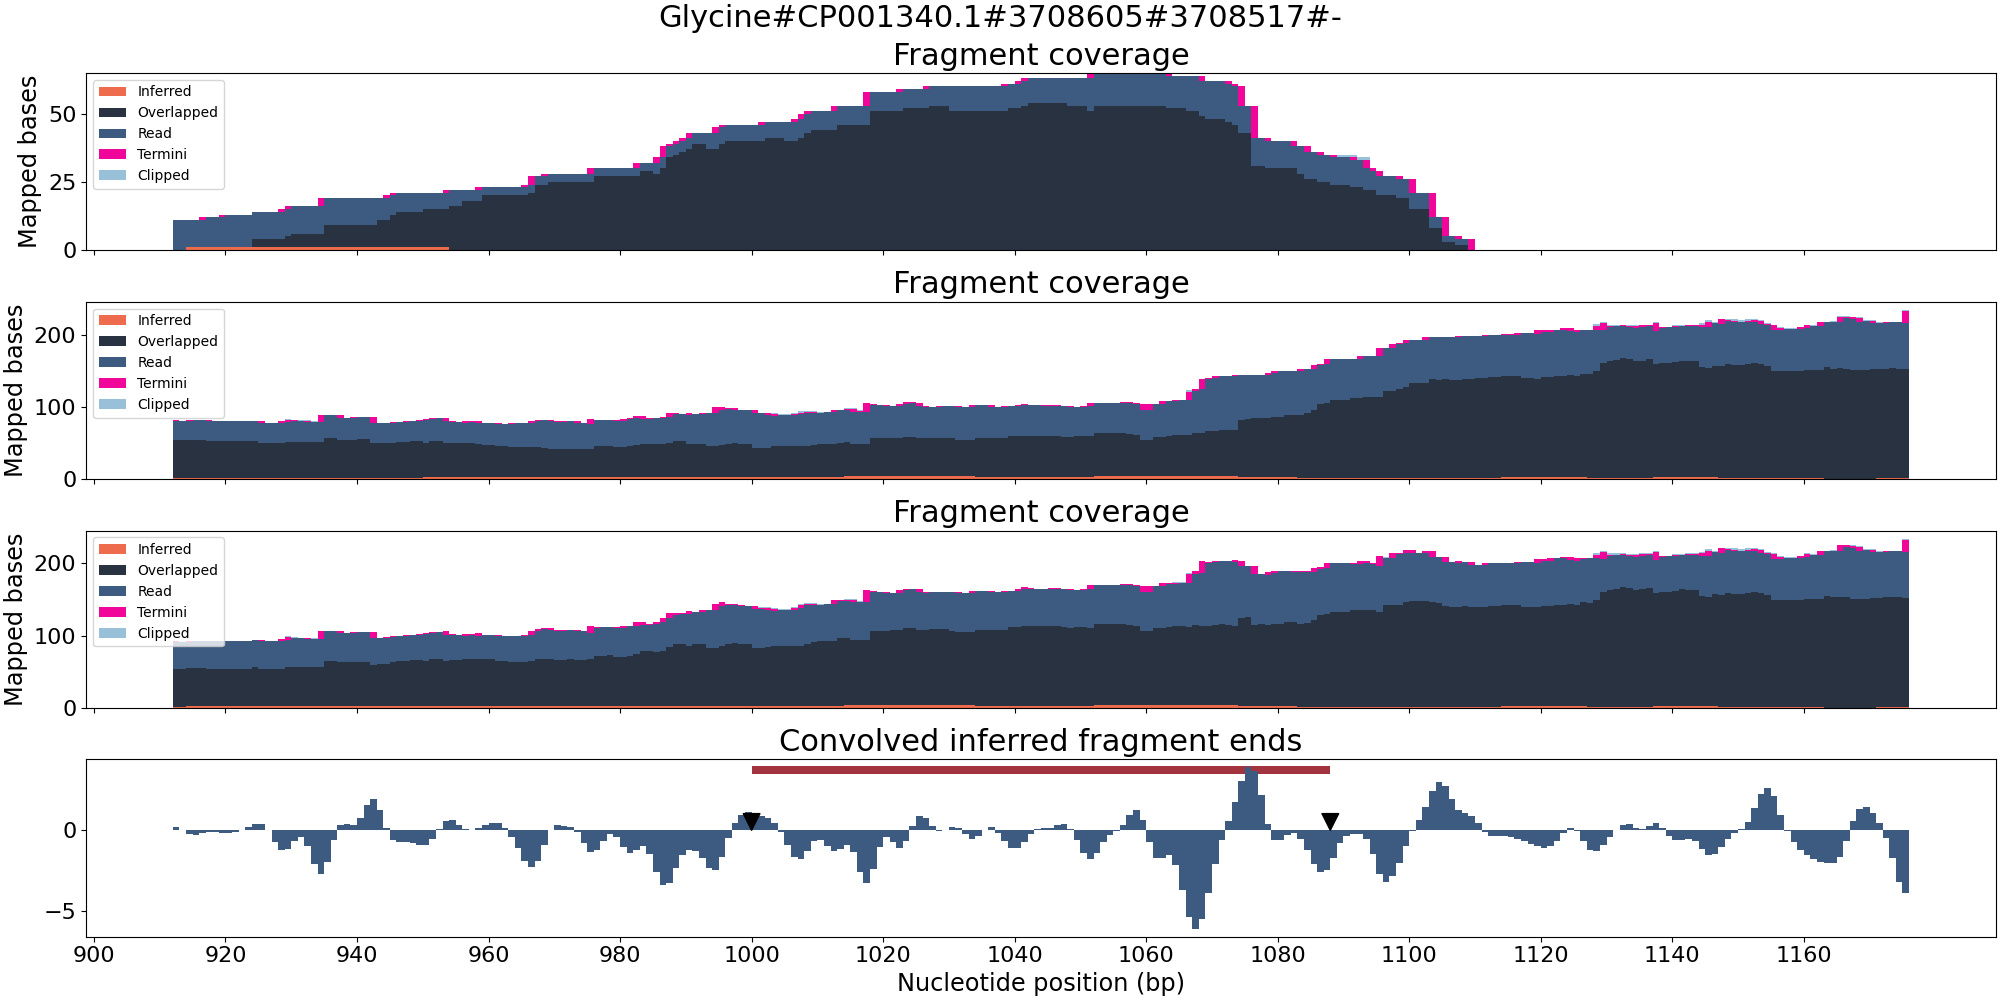 Glycine#CP001340.1#3708605#3708517#-
Fragment coverage
Mapped bases
50
25
0
Inferred
Overlapped
Read
Termini
Clipped
Fragment coverage
Mapped bases
200
100
0
Inferred
Overlapped
Read
Termini
Clipped
Fragment coverage
Mapped bases
200
100
0
Inferred
Overlapped
Read
Termini
Clipped
Convolved inferred fragment ends
0
−5
900 920 940 960 980 1000 1020 1040 1060 1080 1100 1120 1140 1160
Nucleotide position (bp)